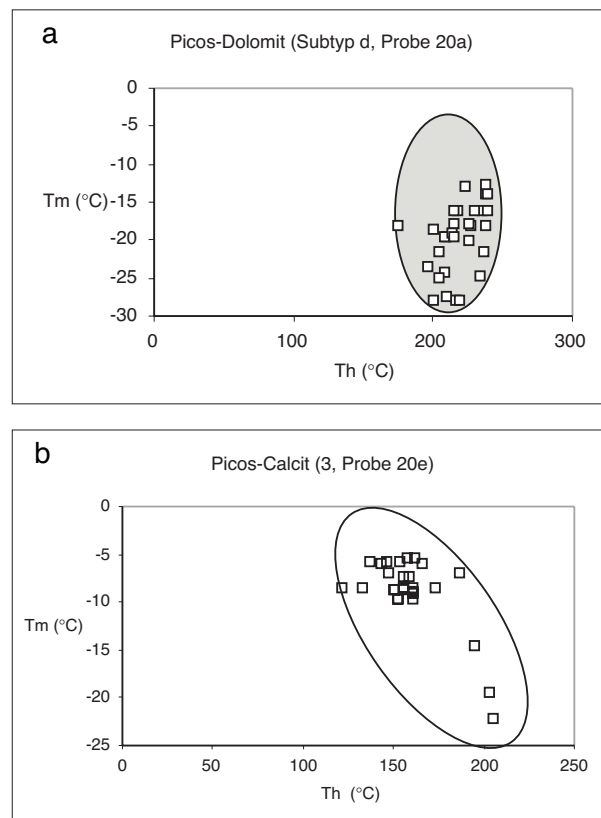 a
Picos-Dolomit (Subtyp d, Probe 20a)
0
-5
-10
Tm (°C) -15
-20
-25
-30
0 100 200 300
Th (°C)
b
Picos-Calcit (3, Probe 20e)
0
-5
-10
Tm (°C)
-15
-20
-25
0 50 100 150 200 250
Th (°C)